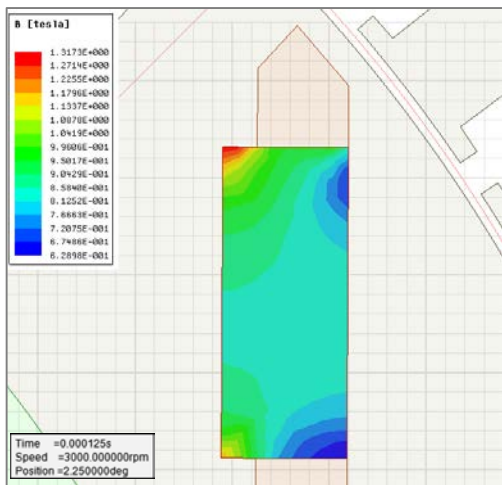 B [tesla]
1.3173E+000
1.2714E+000
1.2255E+000
1.1796E+000
1.1337E+000
1.0878E+000
1.0419E+000
9.9606E-001
9.5017E-001
9.0429E-001
8.5840E-001
8.1252E-001
7.6663E-001
7.2075E-001
6.7486E-001
6.2898E-001
Time =0.000125s
Speed =3000.000000rpm
Position =2.250000deg